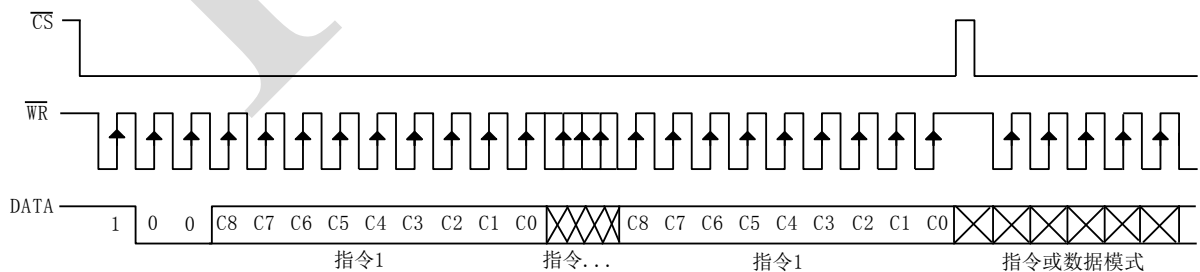 CS
WR
DATA 1 0 0 C8 C7 C6 C5 C4 C3 C2 C1 C0 C8 C7 C6 C5 C4 C3 C2 C1 C0
指令1 指令... 指令1 指令或数据模式